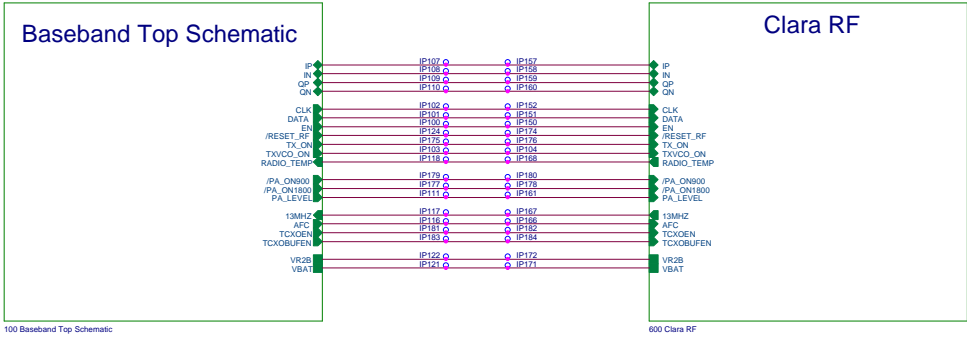 Baseband Top Schematic
Clara RF
IP IP107 IP157 IP
IN IP108 IP158 IN
QP IP109 IP159 QP
QN IP110 IP160 QN
CLK IP102 IP152 CLK
DATA IP101 IP151 DATA
EN IP100 IP150 EN
/RESET_RF IP124 IP174 /RESET_RF
TX_ON IP175 IP176 TX_ON
TXVCO_ON IP103 IP104 TXVCO_ON
RADIO_TEMP IP118 IP168 RADIO_TEMP
/PA_ON900 IP179 IP180 /PA_ON900
/PA_ON1800 IP177 IP178 /PA_ON1800
PA_LEVEL IP111 IP161 PA_LEVEL
13MHZ IP117 IP167 13MHZ
AFC IP116 IP166 AFC
TCXOEN IP181 IP182 TCXOEN
TCXOBUFEN IP183 IP184 TCXOBUFEN
VR2B IP122 IP172 VR2B
VBAT IP121 IP171 VBAT
100 Baseband Top Schematic
600 Clara RF